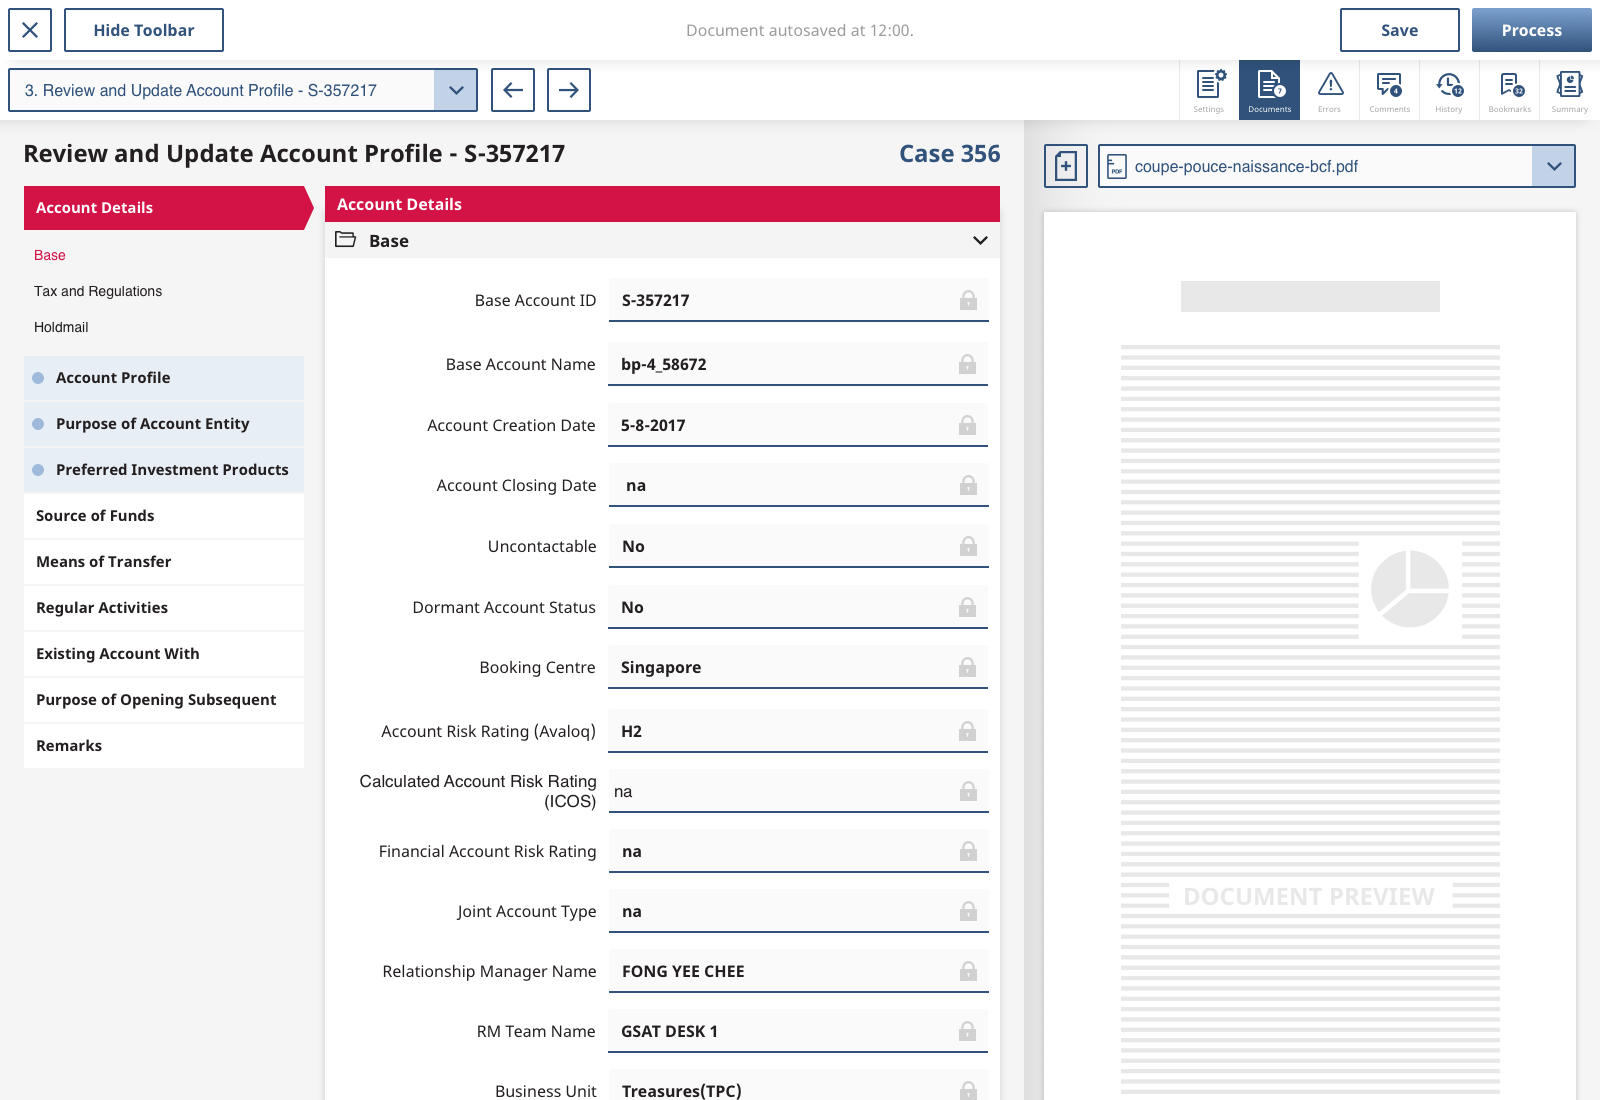 Hide Toolbar
Document autosaved at 12:00.
Save
Process
3. Review and Update Account Profile - S-357217
Settings
7
Documents
Errors
4
Comments
12
History
32
Bookmarks
Summary
Review and Update Account Profile - S-357217
Case 356
PDF
coupe-pouce-naissance-bcf.pdf
Account Details
Base
Tax and Regulations
Holdmail
Account Profile
Purpose of Account Entity
Preferred Investment Products
Source of Funds
Means of Transfer
Regular Activities
Existing Account With
Purpose of Opening Subsequent
Remarks
Account Details
Base
Base Account ID S-357217
Base Account Name bp-4_58672
Account Creation Date 5-8-2017
Account Closing Date na
Uncontactable No
Dormant Account Status No
Booking Centre Singapore
Account Risk Rating (Avaloq) H2
Calculated Account Risk Rating
(ICOS) na
Financial Account Risk Rating na
Joint Account Type na
Relationship Manager Name FONG YEE CHEE
RM Team Name GSAT DESK 1
Business Unit Treasures(TPC)
DOCUMENT PREVIEW